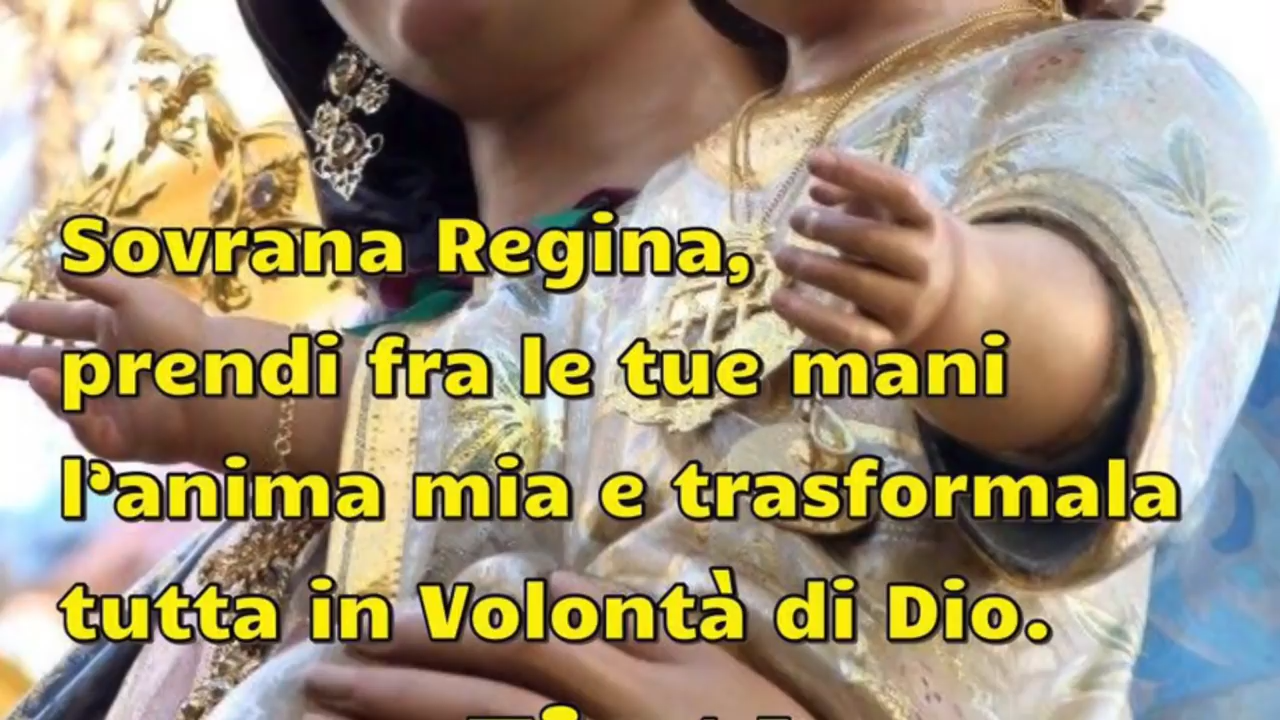 Sovrana Regina,
prendi fra le tue mani
l’anima mia e trasformala
tutta in Volontà di Dio.